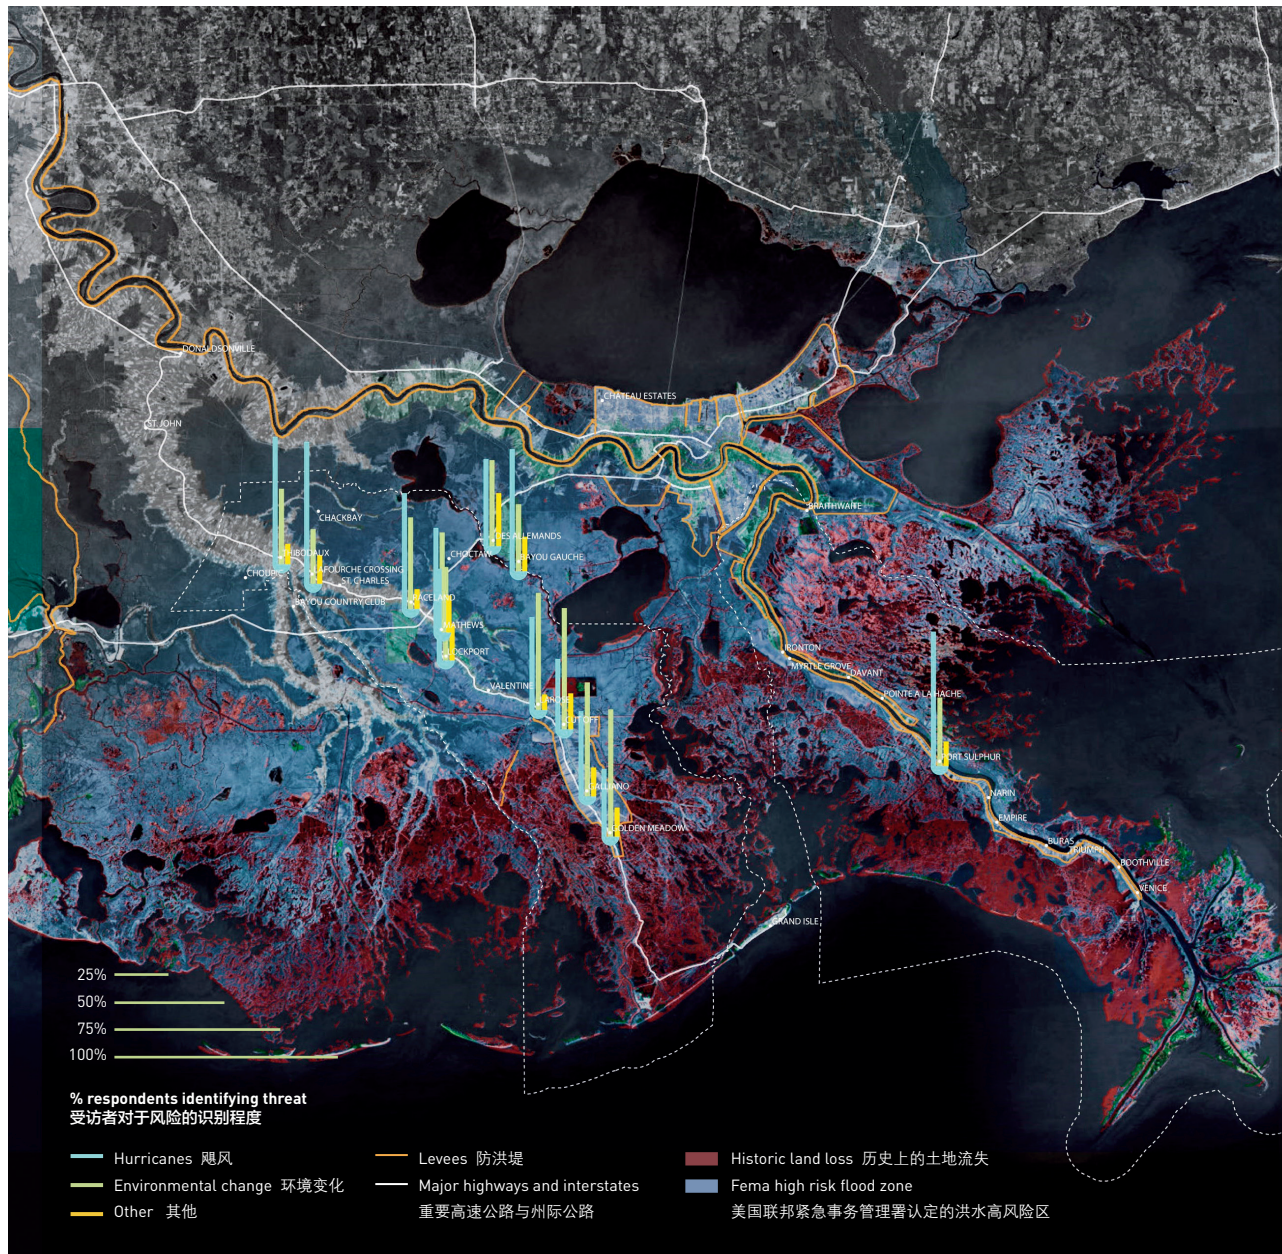 DONALDSONVILLE
CHATEAU ESTATES
ST. JOHN
CHACKBAY
BRAITHWAITE
DES ALLEMANDS
THIBODAUX
CHOCTAW
BAYOU GAUCHE
CHOUPIC
LAFOURCHE CROSSING
ST. CHARLES
BAYOU COUNTRY CLUB
RACELAND
MATHEWS
LOCKPORT
IRONTON
MYRTLE GROVE
DAVANT
VALENTINE
LAROSE
POINTE A LA HACHE
CUT OFF
PORT SULPHUR
GALLIANO
NARIN
EMPIRE
GOLDEN MEADOW
BURAS
TRIUMPH
BOOTHVILLE
VENICE
GRAND ISLE
25%
50%
75%
100%
% respondents identifying threat
受访者对于风险的识别程度
Hurricanes 飓风
Environmental change 环境变化
Other 其他
Levees 防洪堤
Major highways and interstates
重要高速公路与州际公路
Historic land loss 历史上的土地流失
Fema high risk flood zone
美国联邦紧急事务管理署认定的洪水高风险区